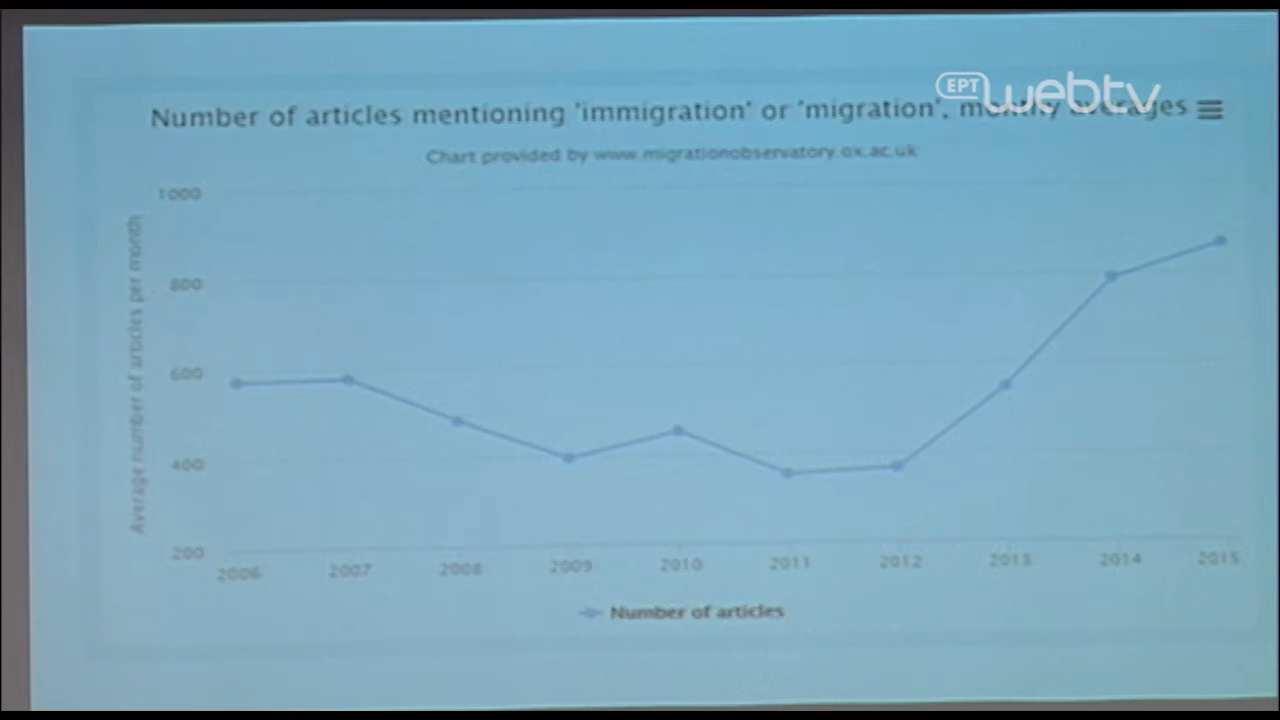 ΕΡΤ webtv
Number of articles mentioning 'immigration' or 'migration', monthly averages
Chart provided by www.migrationobservatory.ox.ac.uk
Average number of articles per month
1000
800
600
400
200
2006 2007 2008 2009 2010 2011 2012 2013 2014 2015
Number of articles